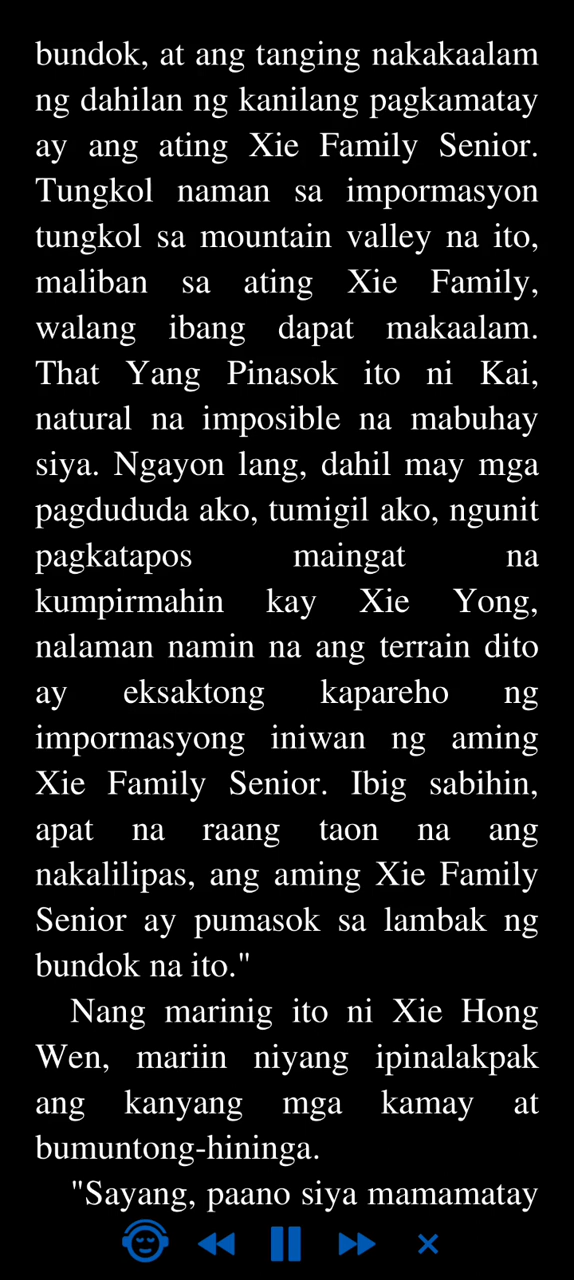 bundok, at ang tanging nakakaalam
ng dahilan ng kanilang pagkamatay
ay ang ating Xie Family Senior.
Tungkol naman sa impormasyon
tungkol sa mountain valley na ito,
maliban sa ating Xie Family,
walang ibang dapat makaalam.
That Yang Pinasok ito ni Kai,
natural na imposible na mabuhay
siya. Ngayon lang, dahil may mga
pagdududa ako, tumigil ako, ngunit
pagkatapos maingat na
kumpirmahin kay Xie Yong,
nalaman namin na ang terrain dito
ay eksaktong kapareho ng
impormasyong iniwan ng aming
Xie Family Senior. Ibig sabihin,
apat na raang taon na ang
nakalilipas, ang aming Xie Family
Senior ay pumasok sa lambak ng
bundok na ito."
Nang marinig ito ni Xie Hong
Wen, mariin niyang ipinalakpak
ang kanyang mga kamay at
bumuntong-hininga.
"Sayang, paano siya mamamatay